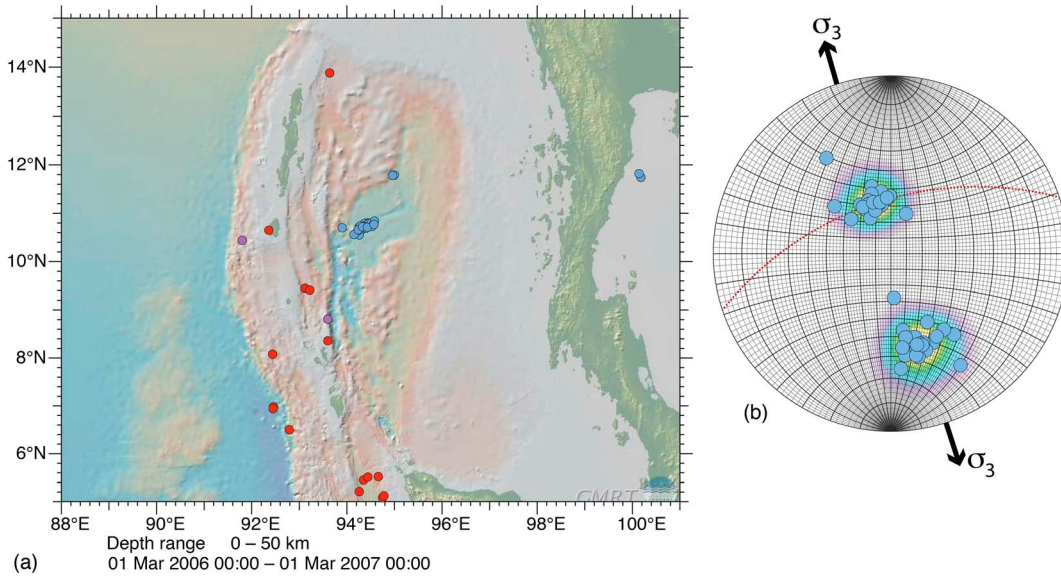 14°N
12°N
10°N
8°N
6°N
88°E 90°E 92°E 94°E 96°E 98°E 100°E
GMRT
Depth range 0 – 50 km
(a) 01 Mar 2006 00:00 – 01 Mar 2007 00:00
σ3
(b)
σ3